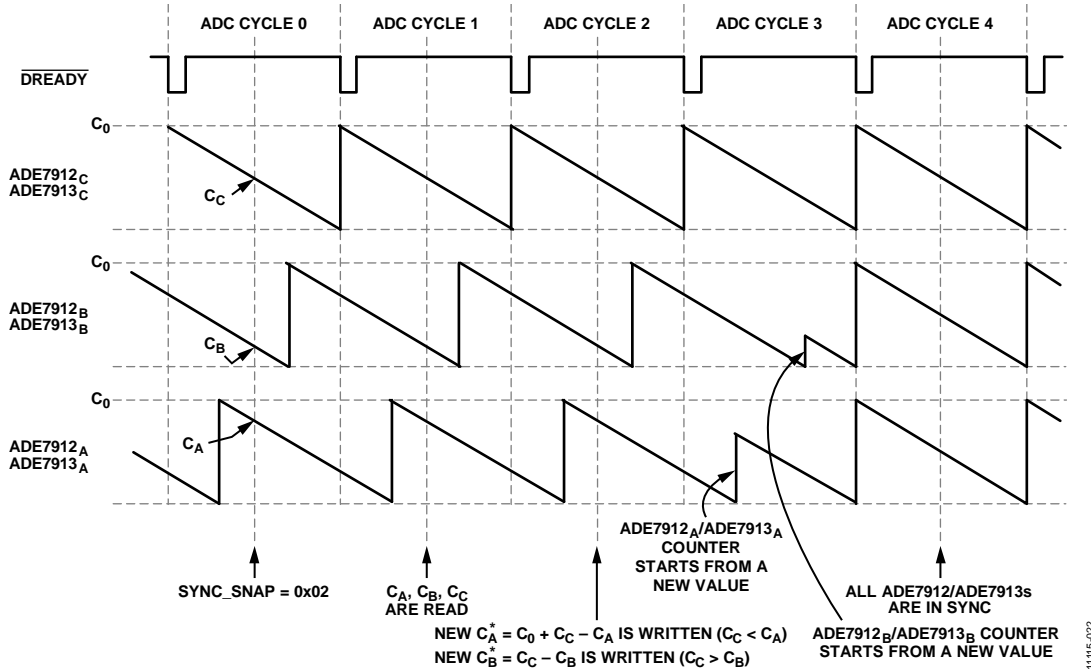 ADC CYCLE 0 ADC CYCLE 1 ADC CYCLE 2 ADC CYCLE 3 ADC CYCLE 4
DREADY
C0
ADE7912C
ADE7913C
CC
C0
ADE7912B
ADE7913B
CB
C0
ADE7912A
ADE7913A
CA
ADE7912A/ADE7913A
COUNTER
STARTS FROM A
NEW VALUE
SYNC_SNAP = 0x02
CA, CB, CC
ARE READ
ALL ADE7912/ADE7913s
ARE IN SYNC
NEW CA* = C0 + CC – CA IS WRITTEN (CC < CA)
NEW CB* = CC – CB IS WRITTEN (CC > CB)
ADE7912B/ADE7913B COUNTER
STARTS FROM A NEW VALUE
11115-022